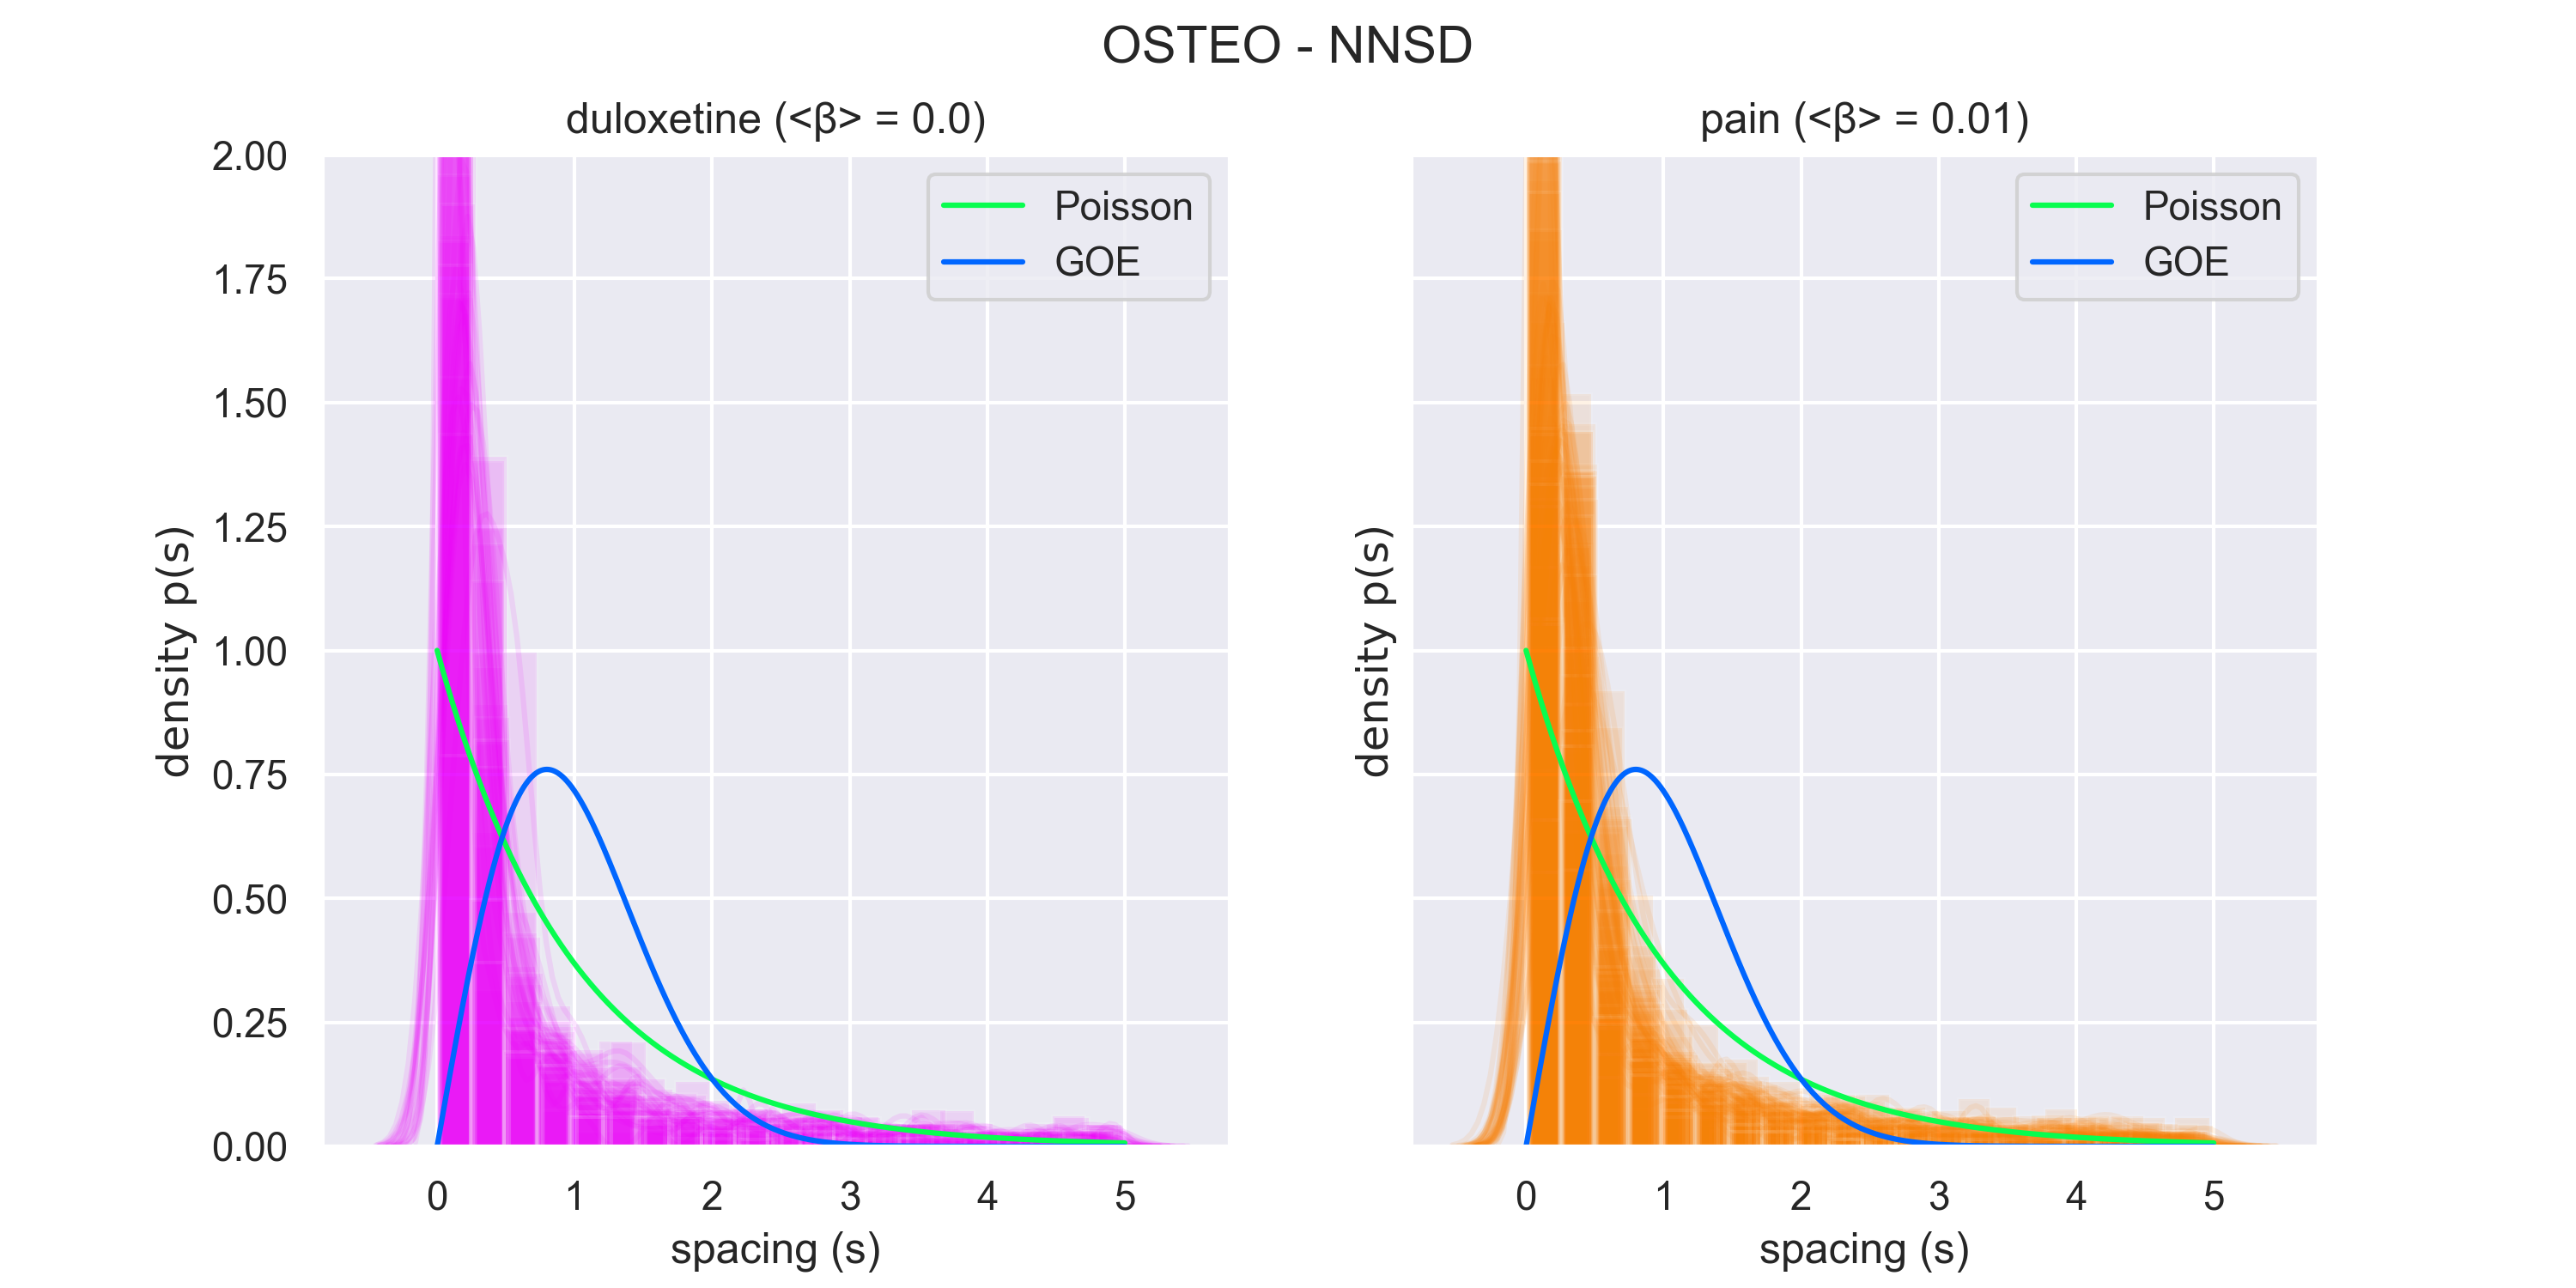 OSTEO - NNSD
duloxetine (<β> = 0.0)
2.00
1.75
1.50
1.25
1.00
0.75
0.50
0.25
0.00
density p(s)
Poisson
GOE
0 1 2 3 4 5
spacing (s)
pain (<β> = 0.01)
density p(s)
Poisson
GOE
0 1 2 3 4 5
spacing (s)